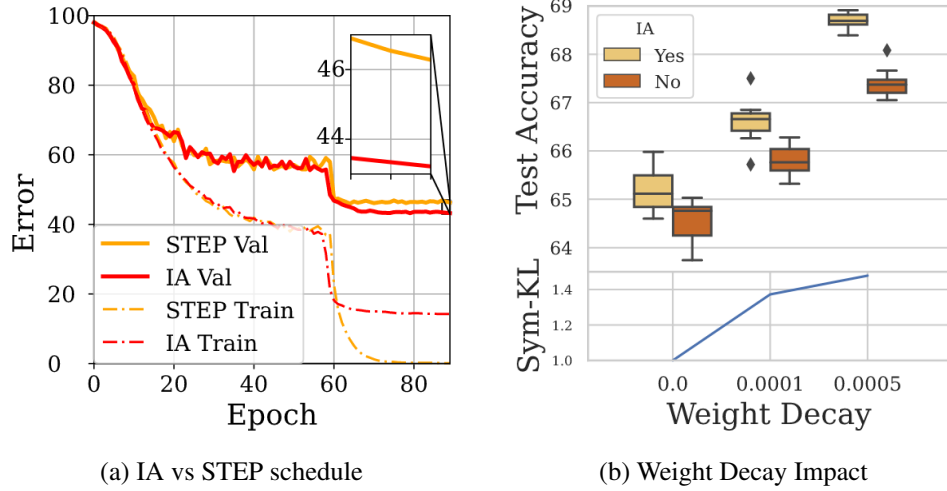 100
80
60
40
20
0
Error
46
44
STEP Val
IA Val
STEP Train
IA Train
0
20
40
60
80
Epoch
(a) IA vs STEP schedule
69
68
67
66
65
64
Test Accuracy
IA
Yes
No
1.4
1.2
1.0
Sym-KL
0.0
0.0001
0.0005
Weight Decay
(b) Weight Decay Impact